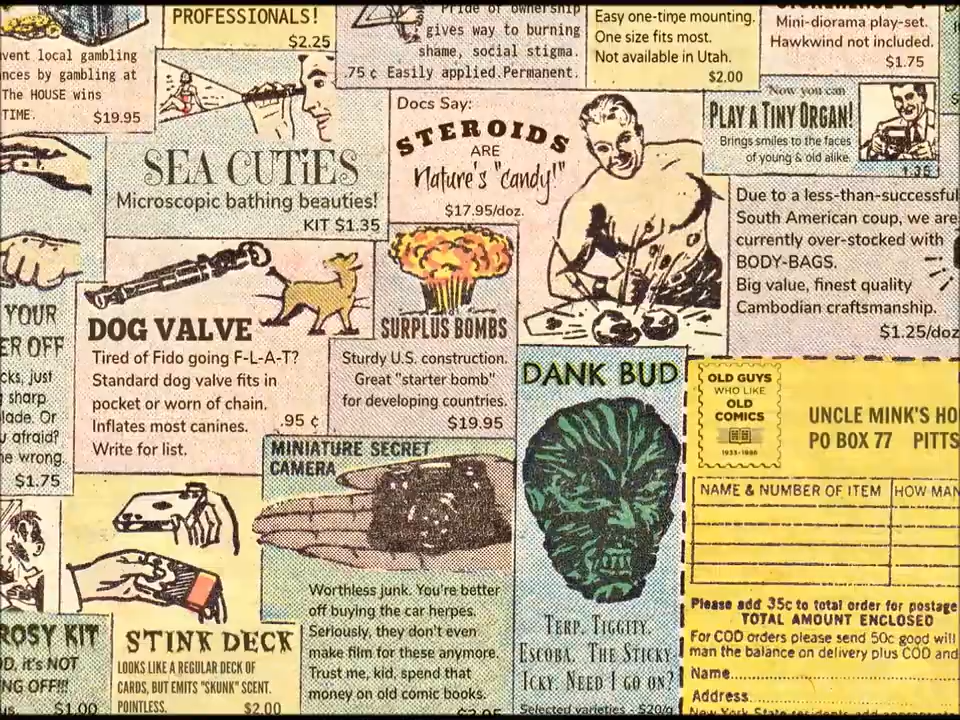 PROFESSIONALS!
$2.25
Pride of ownership
gives way to burning
shame, social stigma.
.75 ¢ Easily applied.Permanent.
Easy one-time mounting.
One size fits most.
Not available in Utah.
$2.00
Mini-diorama play-set.
Hawkwind not included.
$1.75
vent local gambling
nces by gambling at
The HOUSE wins
TIME.
$19.95
SEA CUTiES
Microscopic bathing beauties!
KIT $1.35
Docs Say:
STEROIDS
ARE
Nature's "candy!"
$17.95/doz.
Now you can
PLAY A TINY ORGAN!
Brings smiles to the faces
of young & old alike.
1.35
Due to a less-than-successful
South American coup, we are
currently over-stocked with
BODY-BAGS.
Big value, finest quality
Cambodian craftsmanship.
$1.25/doz
YOUR
ER OFF
cks, just
sharp
lade. Or
u afraid?
he wrong.
$1.75
DOG VALVE
Tired of Fido going F-L-A-T?
Standard dog valve fits in
pocket or worn of chain.
Inflates most canines.
Write for list.
.95 ¢
SURPLUS BOMBS
Sturdy U.S. construction.
Great "starter bomb"
for developing countries.
$19.95
MINIATURE SECRET
CAMERA
Worthless junk. You're better
off buying the car herpes.
Seriously, they don't even
make film for these anymore.
Trust me, kid, spend that
money on old comic books.
$3.95
DANK BUD
Terp. Tiggity.
Escoba. The Sticky
Icky. Need I go on?
Selected varieties - $20/g
ROSY KIT
D, it's NOT
NG OFF!!!
us. $1.00
STINK DECK
LOOKS LIKE A REGULAR DECK OF
CARDS, BUT EMITS "SKUNK" SCENT.
POINTLESS.
$2.00
OLD GUYS
WHO LIKE
OLD
COMICS
1933-1986
UNCLE MINK'S HO
PO BOX 77 PITTS
NAME & NUMBER OF ITEM
HOW MAN
Please add 35c to total order for postage
TOTAL AMOUNT ENCLOSED
For COD orders please send 50c good will
man the balance on delivery plus COD and
Name
Address